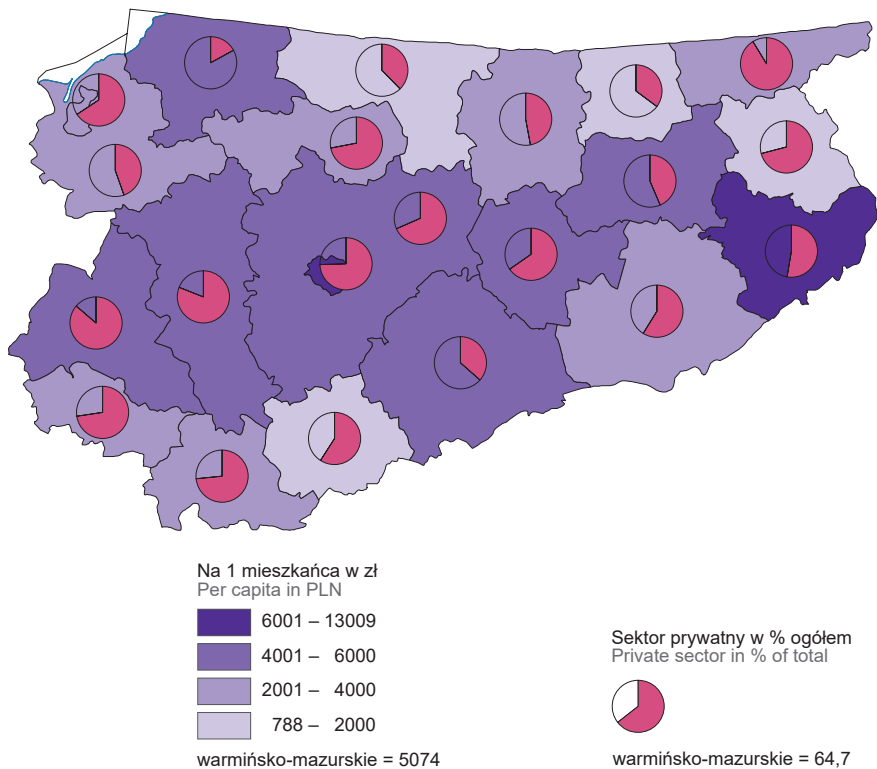 Na 1 mieszkańca w zł
Per capita in PLN
6001 – 13009
4001 – 6000
2001 – 4000
788 – 2000
warmińsko-mazurskie = 5074
Sektor prywatny w % ogółem
Private sector in % of total
warmińsko-mazurskie = 64,7